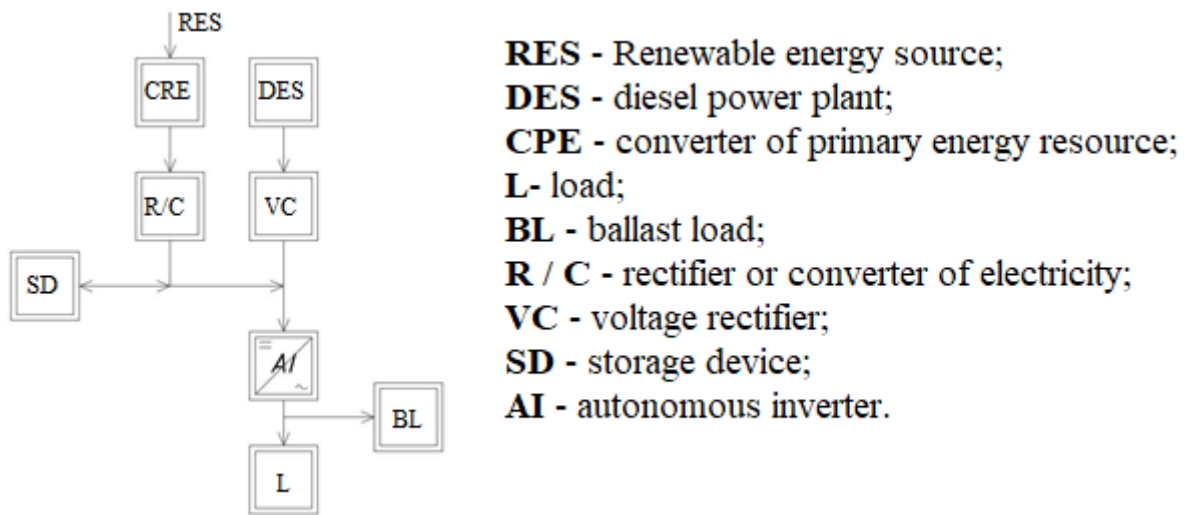 RES
CRE
DES
R/C
VC
SD
AI
BL
L
RES - Renewable energy source;
DES - diesel power plant;
CPE - converter of primary energy resource;
L- load;
BL - ballast load;
R / C - rectifier or converter of electricity;
VC - voltage rectifier;
SD - storage device;
AI - autonomous inverter.